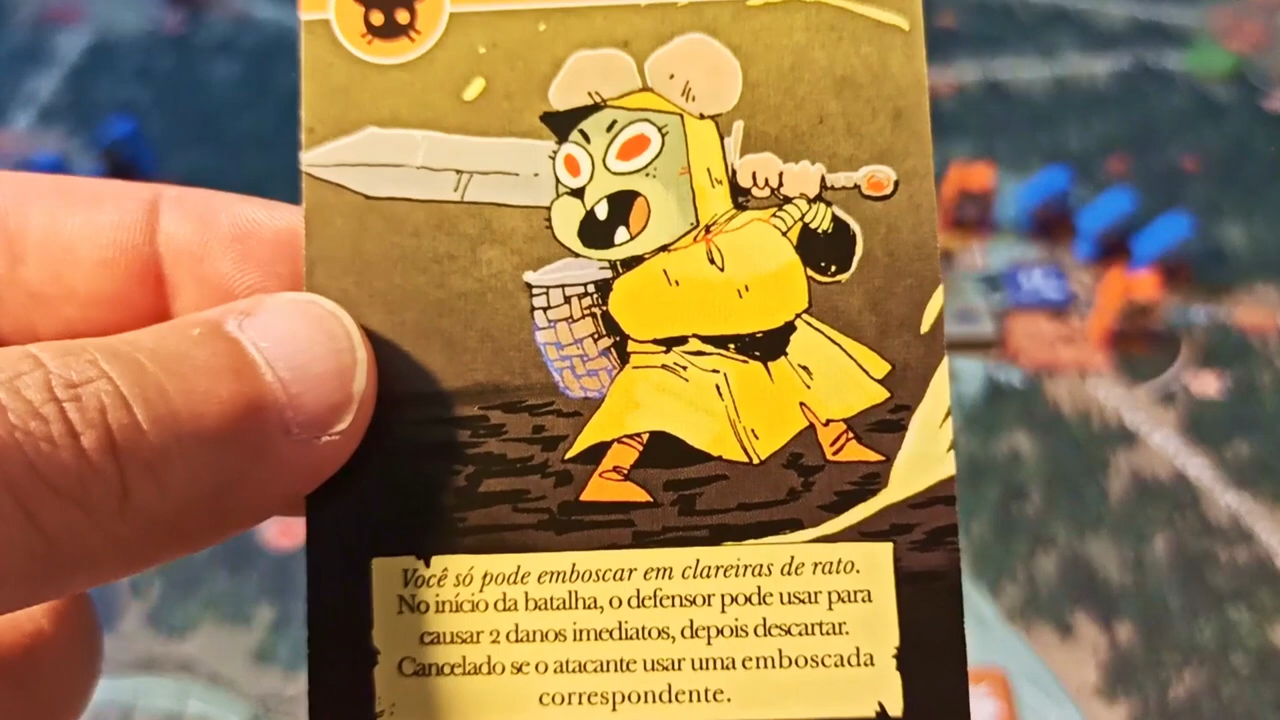 Você só pode emboscar em clareiras de rato.
No início da batalha, o defensor pode usar para
causar 2 danos imediatos, depois descartar.
Cancelado se o atacante usar uma emboscada
correspondente.